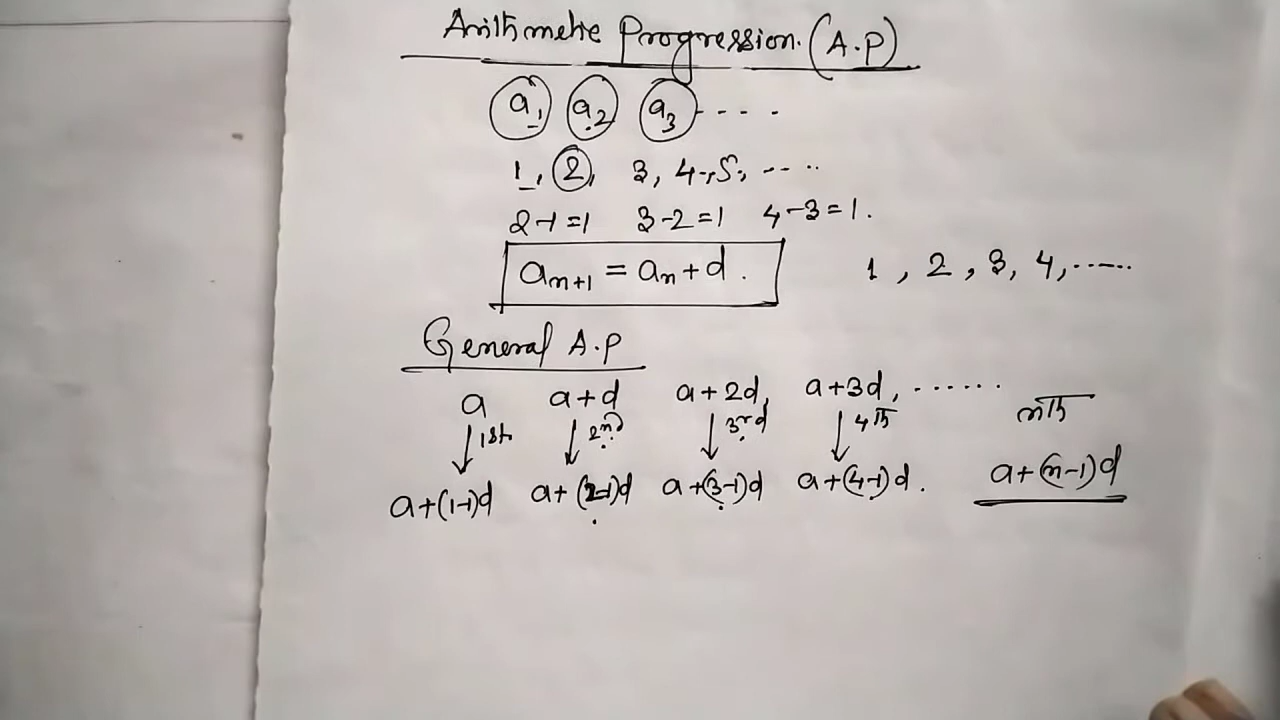 Arithmetic Progression. (A.P)
a₁ a₂ a₃ - - - .
1, 2, 3, 4, 5, ....
2-1=1 3-2=1 4-3=1.
aₙ₊₁ = aₙ + d. 1, 2, 3, 4, ......
General A.P
a a+d a+2d, a+3d, ....... nth
1st 2nd 3rd 4th
a+(1-1)d a+(2-1)d a+(3-1)d a+(4-1)d. a+(n-1)d